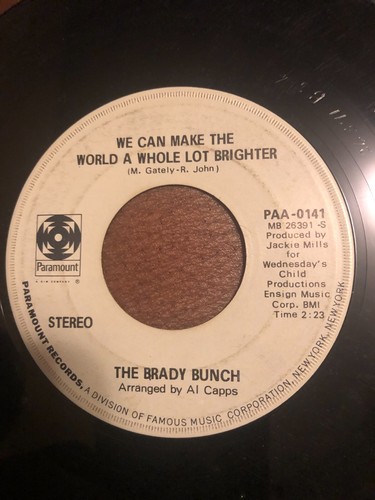 WE CAN MAKE THE
WORLD A WHOLE LOT BRIGHTER
(M. Gately-R. John)
Paramount
STEREO
PAA-0141
MB 26391 -S
Produced by
Jackie Mills
for
Wednesday's
Child
Productions
Ensign Music
Corp. BMI
Time 2:23
THE BRADY BUNCH
Arranged by Al Capps
PARAMOUNT RECORDS, A DIVISION OF FAMOUS MUSIC CORPORATION, NEW YORK, NEW YORK